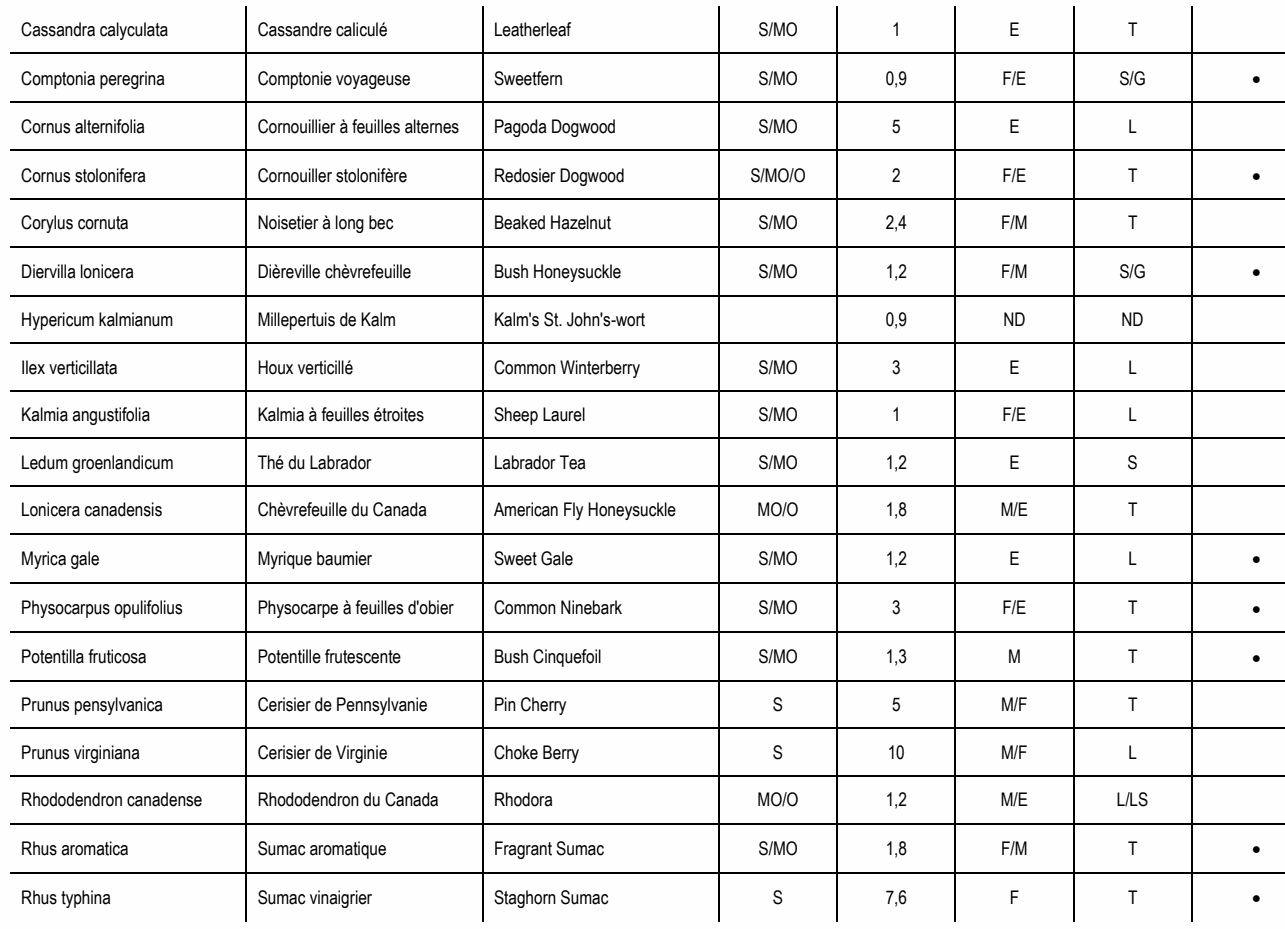 Cassandra calyculata Cassandre caliculé Leatherleaf S/MO 1 E T
Comptonia peregrina Comptonie voyageuse Sweetfern S/MO 0,9 F/E S/G •
Cornus alternifolia Cornouillier à feuilles alternes Pagoda Dogwood S/MO 5 E L
Cornus stolonifera Cornouiller stolonifère Redosier Dogwood S/MO/O 2 F/E T •
Corylus cornuta Noisetier à long bec Beaked Hazelnut S/MO 2,4 F/M T
Diervilla lonicera Dièreville chèvrefeuille Bush Honeysuckle S/MO 1,2 F/M S/G •
Hypericum kalmianum Millepertuis de Kalm Kalm's St. John's-wort 0,9 ND ND
Ilex verticillata Houx verticillé Common Winterberry S/MO 3 E L
Kalmia angustifolia Kalmia à feuilles étroites Sheep Laurel S/MO 1 F/E L
Ledum groenlandicum Thé du Labrador Labrador Tea S/MO 1,2 E S
Lonicera canadensis Chèvrefeuille du Canada American Fly Honeysuckle MO/O 1,8 M/E T
Myrica gale Myrique baumier Sweet Gale S/MO 1,2 E L •
Physocarpus opulifolius Physocarpe à feuilles d'obier Common Ninebark S/MO 3 F/E T •
Potentilla fruticosa Potentille frutescente Bush Cinquefoil S/MO 1,3 M T •
Prunus pensylvanica Cerisier de Pennsylvanie Pin Cherry S 5 M/F T
Prunus virginiana Cerisier de Virginie Choke Berry S 10 M/F L
Rhododendron canadense Rhododendron du Canada Rhodora MO/O 1,2 M/E L/LS
Rhus aromatica Sumac aromatique Fragrant Sumac S/MO 1,8 F/M T •
Rhus typhina Sumac vinaigrier Staghorn Sumac S 7,6 F T •